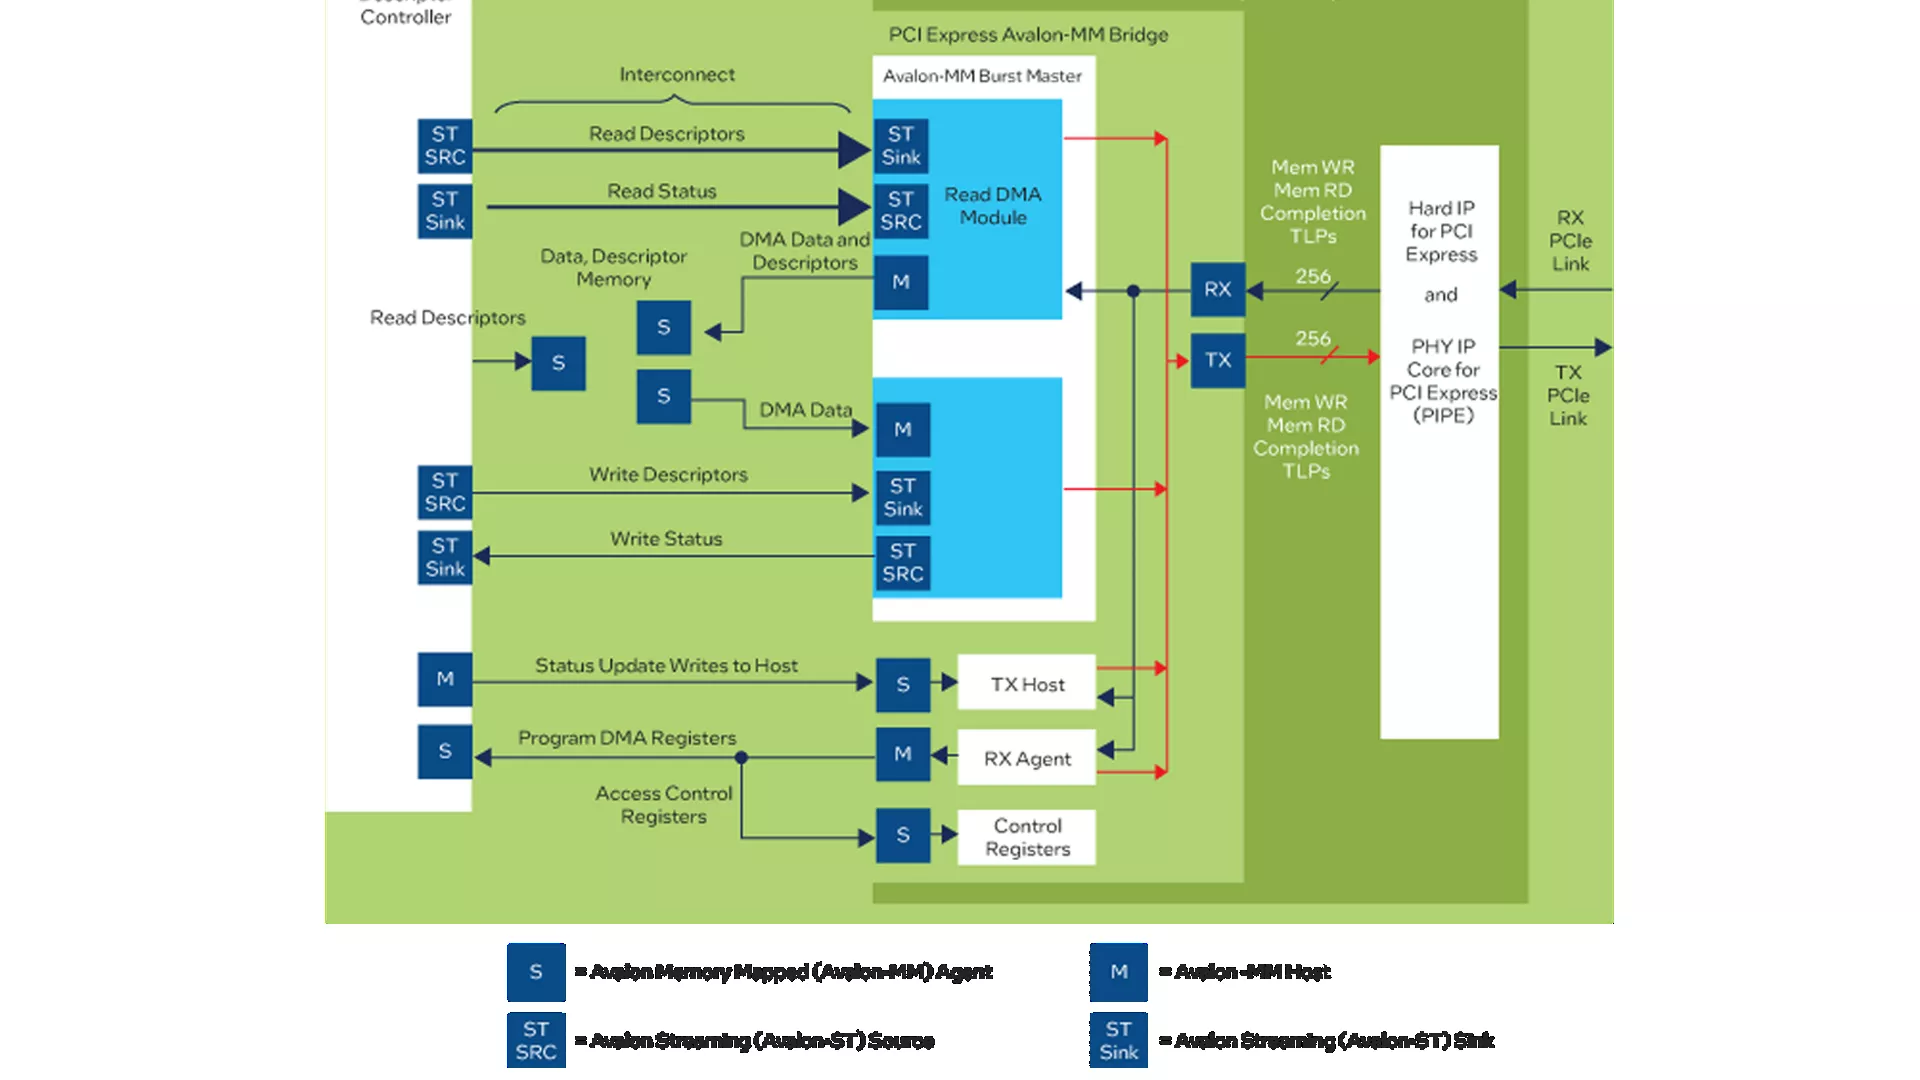 Controller
PCI Express Avalon-MM Bridge
Interconnect
Avalon-MM Burst Master
ST
SRC
Read Descriptors
ST
Sink
ST
Sink
Read Status
ST
SRC
Read DMA
Module
DMA Data and
Descriptors
M
Data, Descriptor
Memory
S
Read Descriptors
S
S
DMA Data
M
ST
SRC
Write Descriptors
ST
Sink
ST
Sink
Write Status
ST
SRC
M
Status Update Writes to Host
S
TX Host
S
Program DMA Registers
M
RX Agent
Access Control
Registers
S
Control
Registers
Mem WR
Mem RD
Completion
TLPs
RX
256
TX
256
Mem WR
Mem RD
Completion
TLPs
Hard IP
for PCI
Express
and
PHY IP
Core for
PCI Express
(PIPE)
RX
PCIe
Link
TX
PCIe
Link
S
= Avalon Memory Mapped (Avalon-MM) Agent
M
= Avalon -MM Host
ST
SRC
= Avalon Streaming (Avalon-ST) Source
ST
Sink
= Avalon Streaming (Avalon-ST) Sink